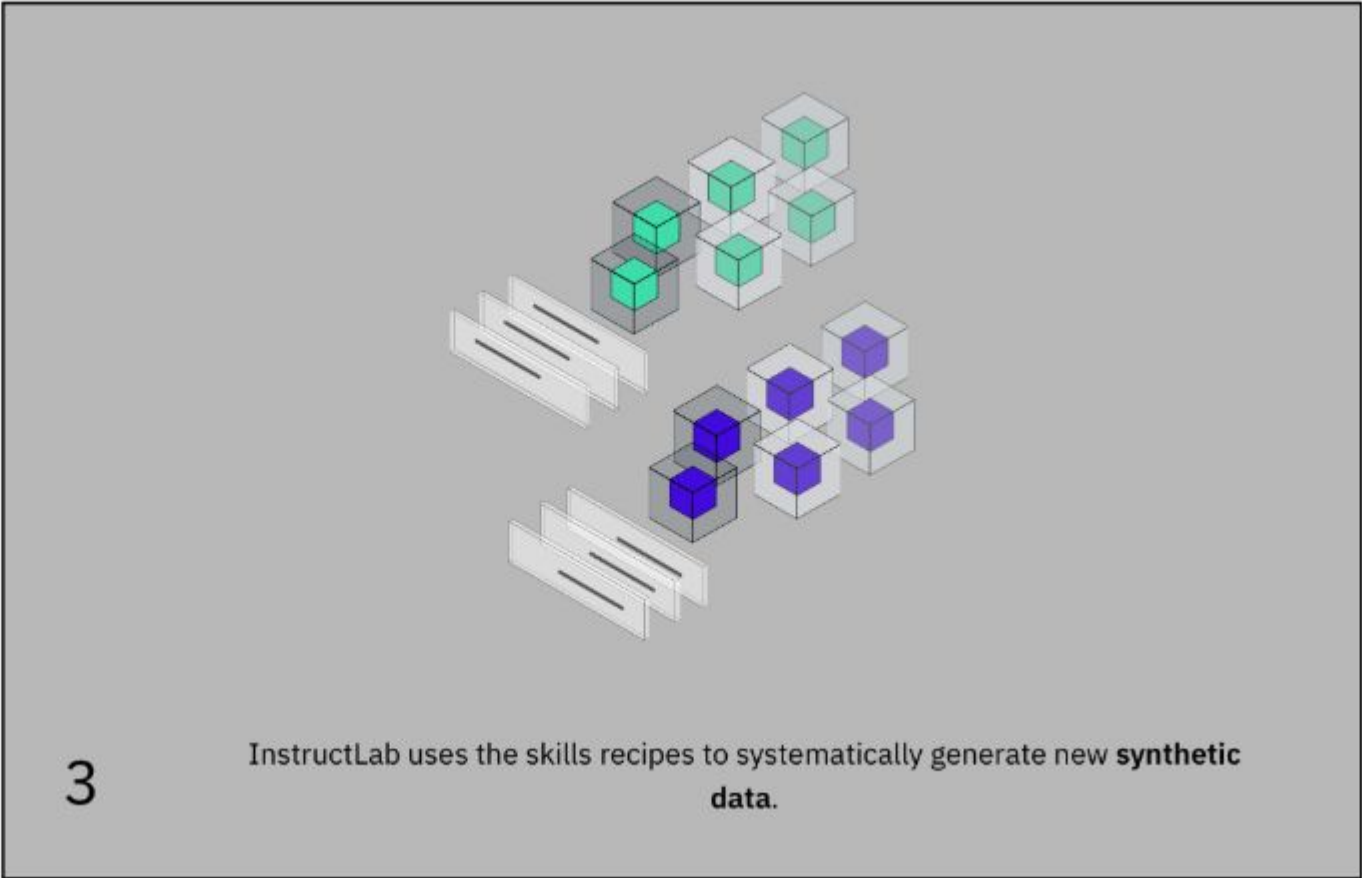 InstructLab uses the skills recipes to systematically generate new synthetic
data.
3